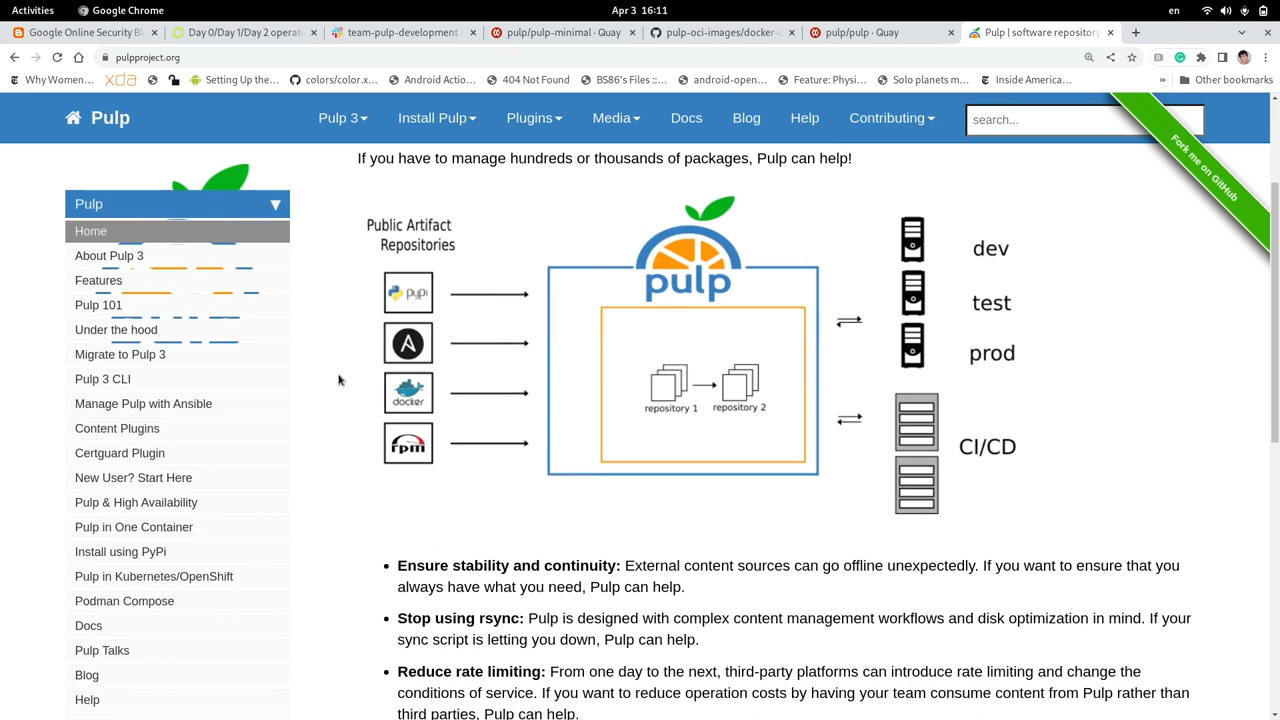 Activities
Google Chrome
Apr 3 16:11
en
Google Online Security Bl
Day 0/Day 1/Day 2 operati
team-pulp-development
pulp/pulp-minimal · Quay
pulp-oci-images/docker-c
pulp/pulp · Quay
Pulp | software repository
pulpproject.org
Why Women…
xda
Setting Up the…
colors/color.x…
Android Actio…
404 Not Found
BS86's Files ::…
android-open…
Feature: Physi…
Solo planets m…
Inside America…
»
Other bookmarks
Pulp
Pulp 3
Install Pulp
Plugins
Media
Docs
Blog
Help
Contributing
search...
Fork me on GitHub
If you have to manage hundreds or thousands of packages, Pulp can help!
Pulp
Home
About Pulp 3
Features
Pulp 101
Under the hood
Migrate to Pulp 3
Pulp 3 CLI
Manage Pulp with Ansible
Content Plugins
Certguard Plugin
New User? Start Here
Pulp & High Availability
Pulp in One Container
Install using PyPi
Pulp in Kubernetes/OpenShift
Podman Compose
Docs
Pulp Talks
Blog
Help
Public Artifact
Repositories
pypi
docker
rpm
pulp
repository 1
repository 2
dev
test
prod
CI/CD
• Ensure stability and continuity: External content sources can go offline unexpectedly. If you want to ensure that you
always have what you need, Pulp can help.
• Stop using rsync: Pulp is designed with complex content management workflows and disk optimization in mind. If your
sync script is letting you down, Pulp can help.
• Reduce rate limiting: From one day to the next, third-party platforms can introduce rate limiting and change the
conditions of service. If you want to reduce operation costs by having your team consume content from Pulp rather than
third parties, Pulp can help.